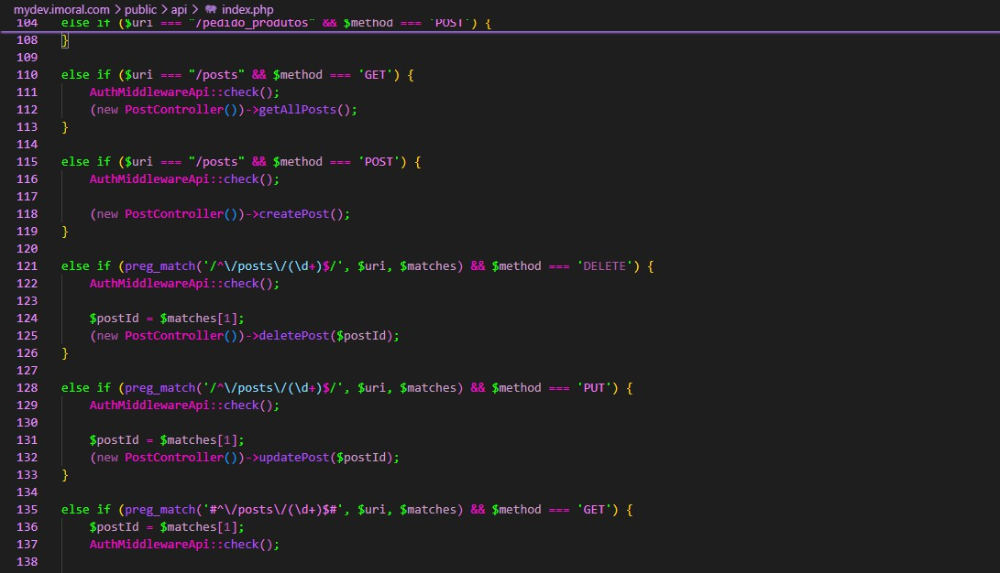 mydev.imoral.com > public > api > index.php
104 else if ($uri === "/pedido_produtos" && $method === 'POST') {
108 }
109
110 else if ($uri === "/posts" && $method === 'GET') {
111     AuthMiddlewareApi::check();
112     (new PostController())->getAllPosts();
113 }
114
115 else if ($uri === "/posts" && $method === 'POST') {
116     AuthMiddlewareApi::check();
117
118     (new PostController())->createPost();
119 }
120
121 else if (preg_match('/^\/posts\/(\d+)$/', $uri, $matches) && $method === 'DELETE') {
122     AuthMiddlewareApi::check();
123
124     $postId = $matches[1];
125     (new PostController())->deletePost($postId);
126 }
127
128 else if (preg_match('/^\/posts\/(\d+)$/', $uri, $matches) && $method === 'PUT') {
129     AuthMiddlewareApi::check();
130
131     $postId = $matches[1];
132     (new PostController())->updatePost($postId);
133 }
134
135 else if (preg_match('#^\/posts\/(\d+)$#', $uri, $matches) && $method === 'GET') {
136     $postId = $matches[1];
137     AuthMiddlewareApi::check();
138